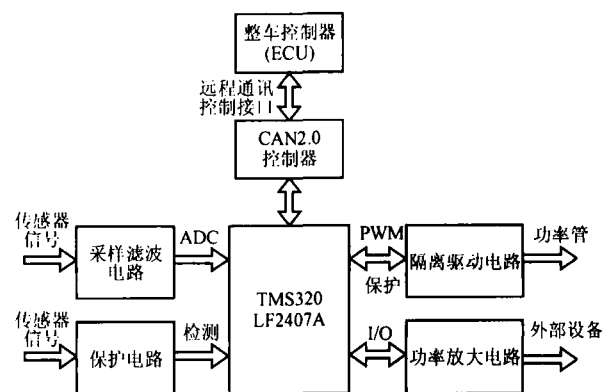 整车控制器
(ECU)
远程通讯
控制接口
CAN2.0
控制器
传感器
信号
采样滤波
电路
ADC
TMS320
LF2407A
PWM
保护
隔离驱动电路
功率管
传感器
信号
保护电路
检测
I/O
功率放大电路
外部设备